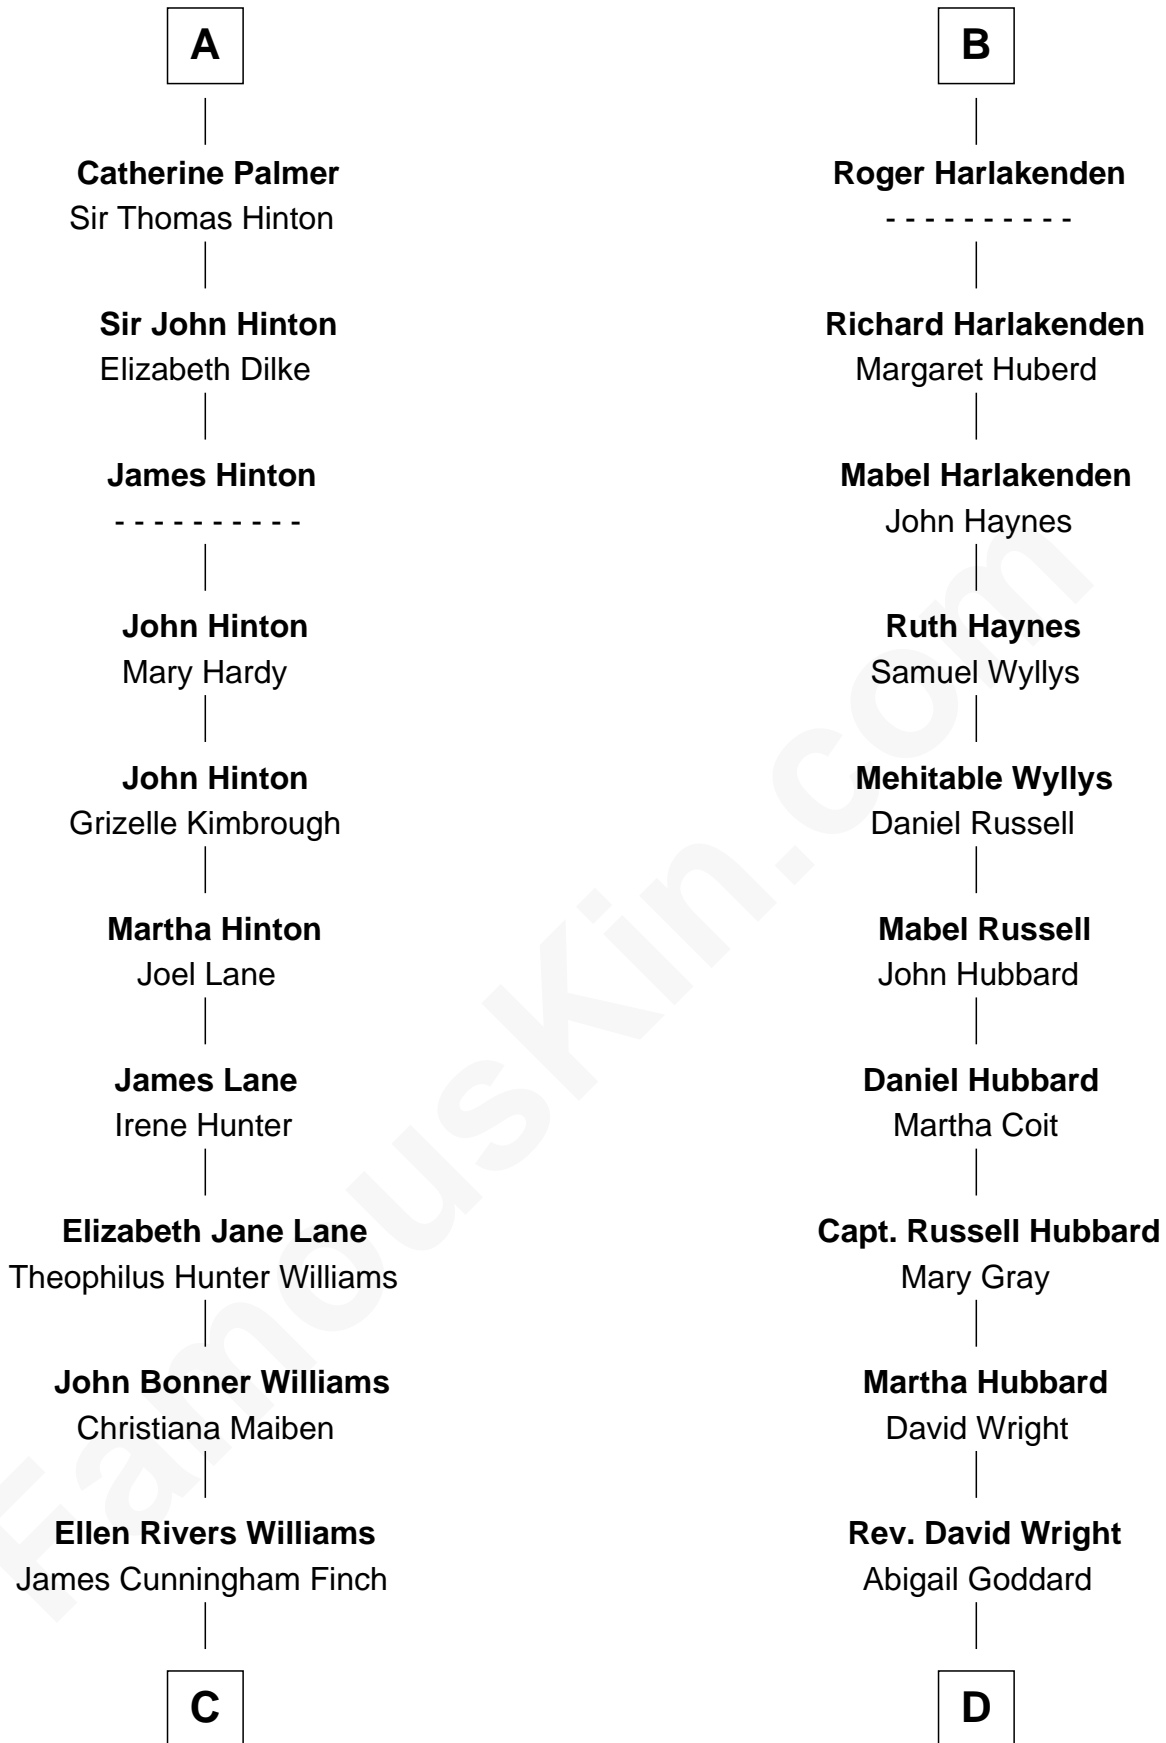 A
Catherine Palmer
Sir Thomas Hinton
Sir John Hinton
Elizabeth Dilke
James Hinton
- - - - - - - - - -
John Hinton
Mary Hardy
John Hinton
Grizelle Kimbrough
Martha Hinton
Joel Lane
James Lane
Irene Hunter
Elizabeth Jane Lane
Theophilus Hunter Williams
John Bonner Williams
Christiana Maiben
Ellen Rivers Williams
James Cunningham Finch
C
B
Roger Harlakenden
- - - - - - - - - -
Richard Harlakenden
Margaret Huberd
Mabel Harlakenden
John Haynes
Ruth Haynes
Samuel Wyllys
Mehitable Wyllys
Daniel Russell
Mabel Russell
John Hubbard
Daniel Hubbard
Martha Coit
Capt. Russell Hubbard
Mary Gray
Martha Hubbard
David Wright
Rev. David Wright
Abigail Goddard
D
FamousKin.com